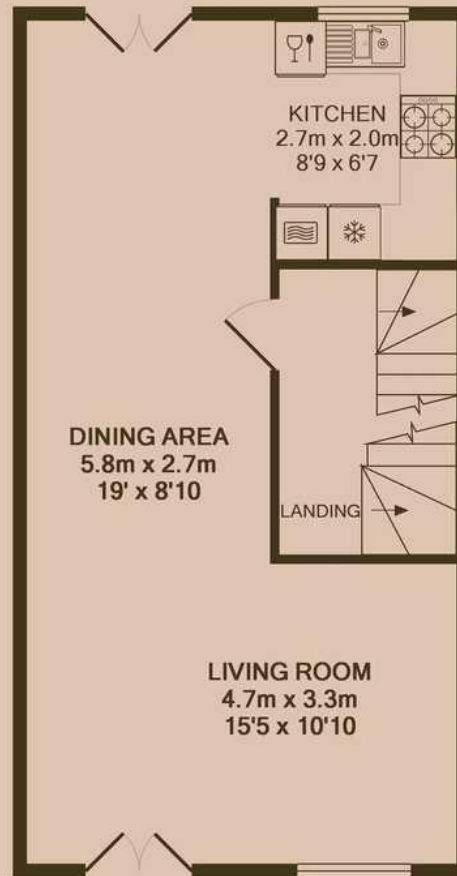 KITCHEN
2.7m x 2.0m
8'9 x 6'7
DINING AREA
5.8m x 2.7m
19' x 8'10
LANDING
LIVING ROOM
4.7m x 3.3m
15'5 x 10'10